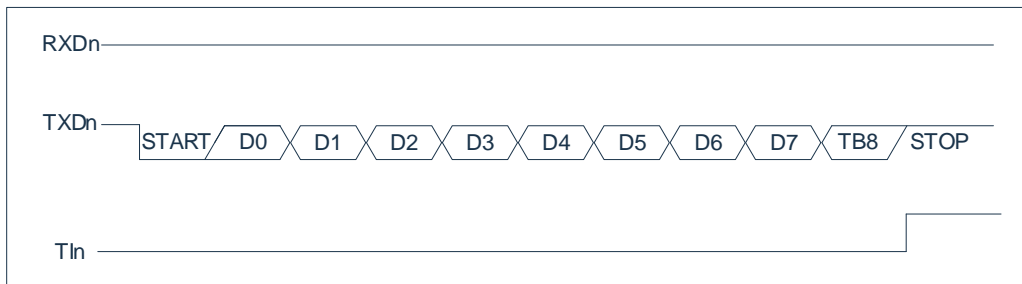 RXDn
TXDn
START D0 D1 D2 D3 D4 D5 D6 D7 TB8 STOP
TIn